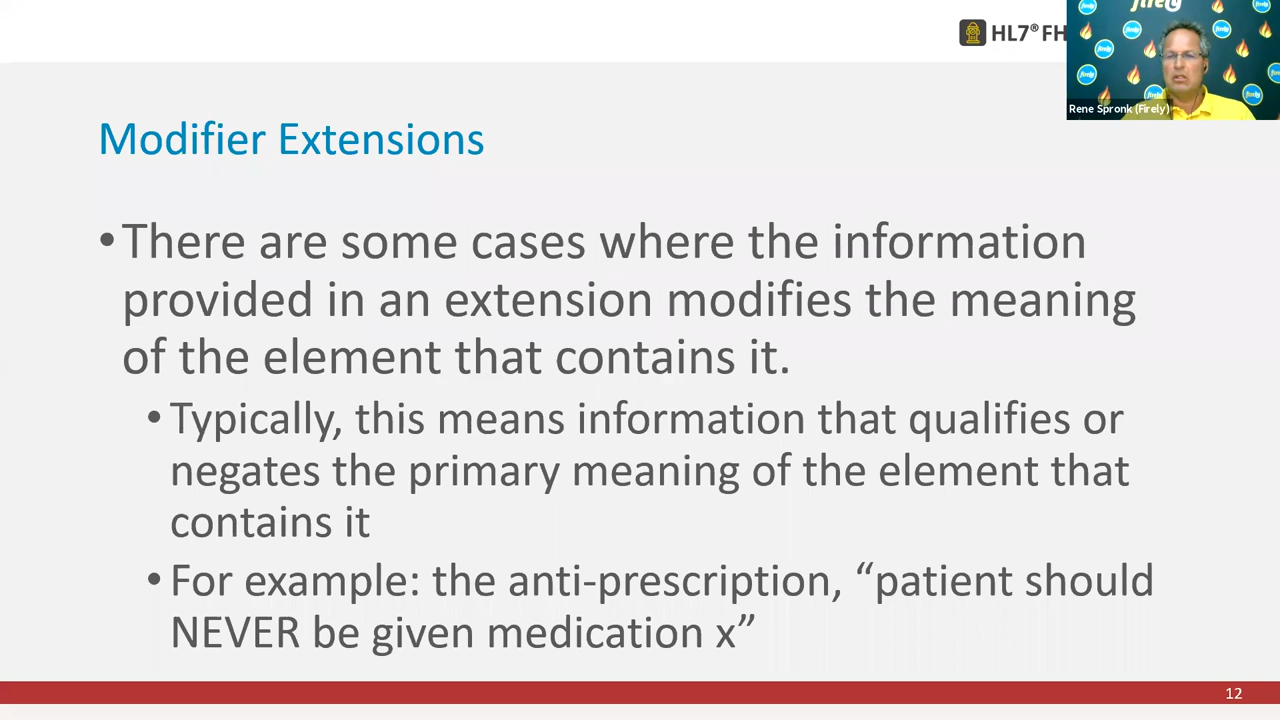 HL7® FH
firely
Rene Spronk (Firely)
Modifier Extensions
•There are some cases where the information
provided in an extension modifies the meaning
of the element that contains it.
•Typically, this means information that qualifies or
negates the primary meaning of the element that
contains it
•For example: the anti-prescription, “patient should
NEVER be given medication x”
12